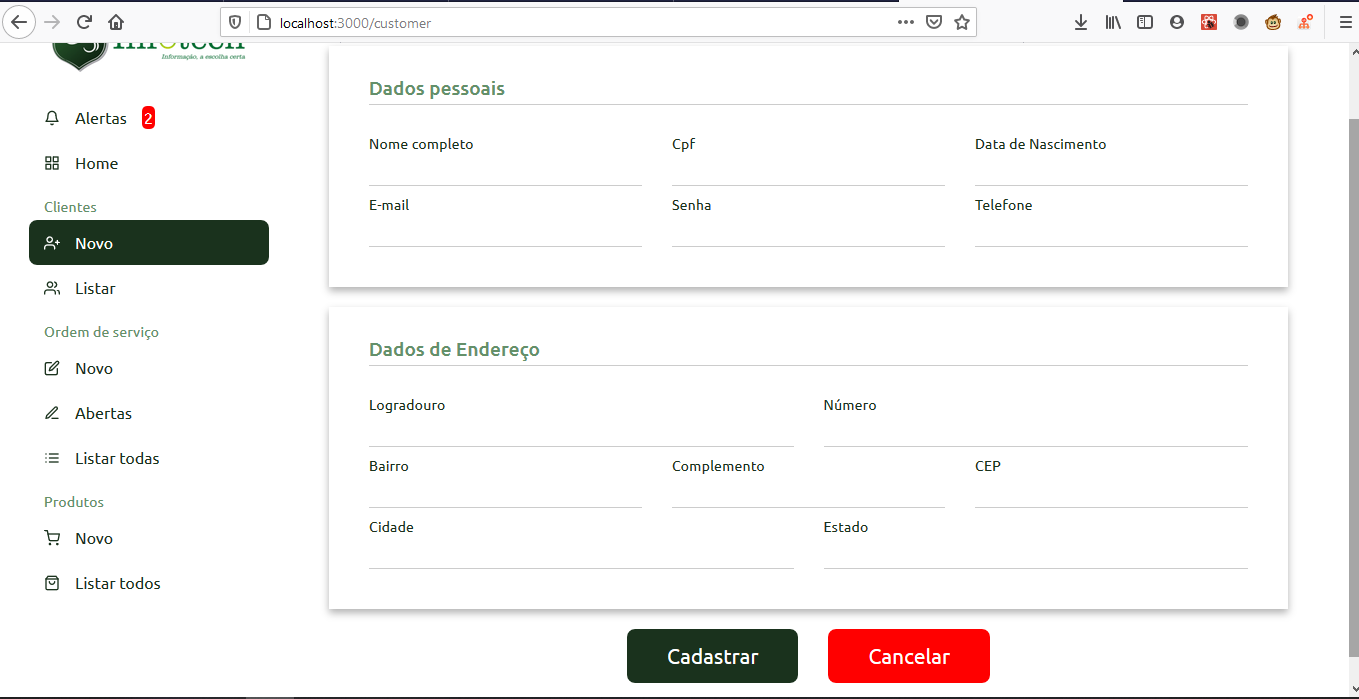 localhost:3000/customer
Informação, a escolha certa
Alertas 2
Home
Clientes
Novo
Listar
Ordem de serviço
Novo
Abertas
Listar todas
Produtos
Novo
Listar todos
Dados pessoais
Nome completo Cpf Data de Nascimento
E-mail Senha Telefone
Dados de Endereço
Logradouro Número
Bairro Complemento CEP
Cidade Estado
Cadastrar Cancelar